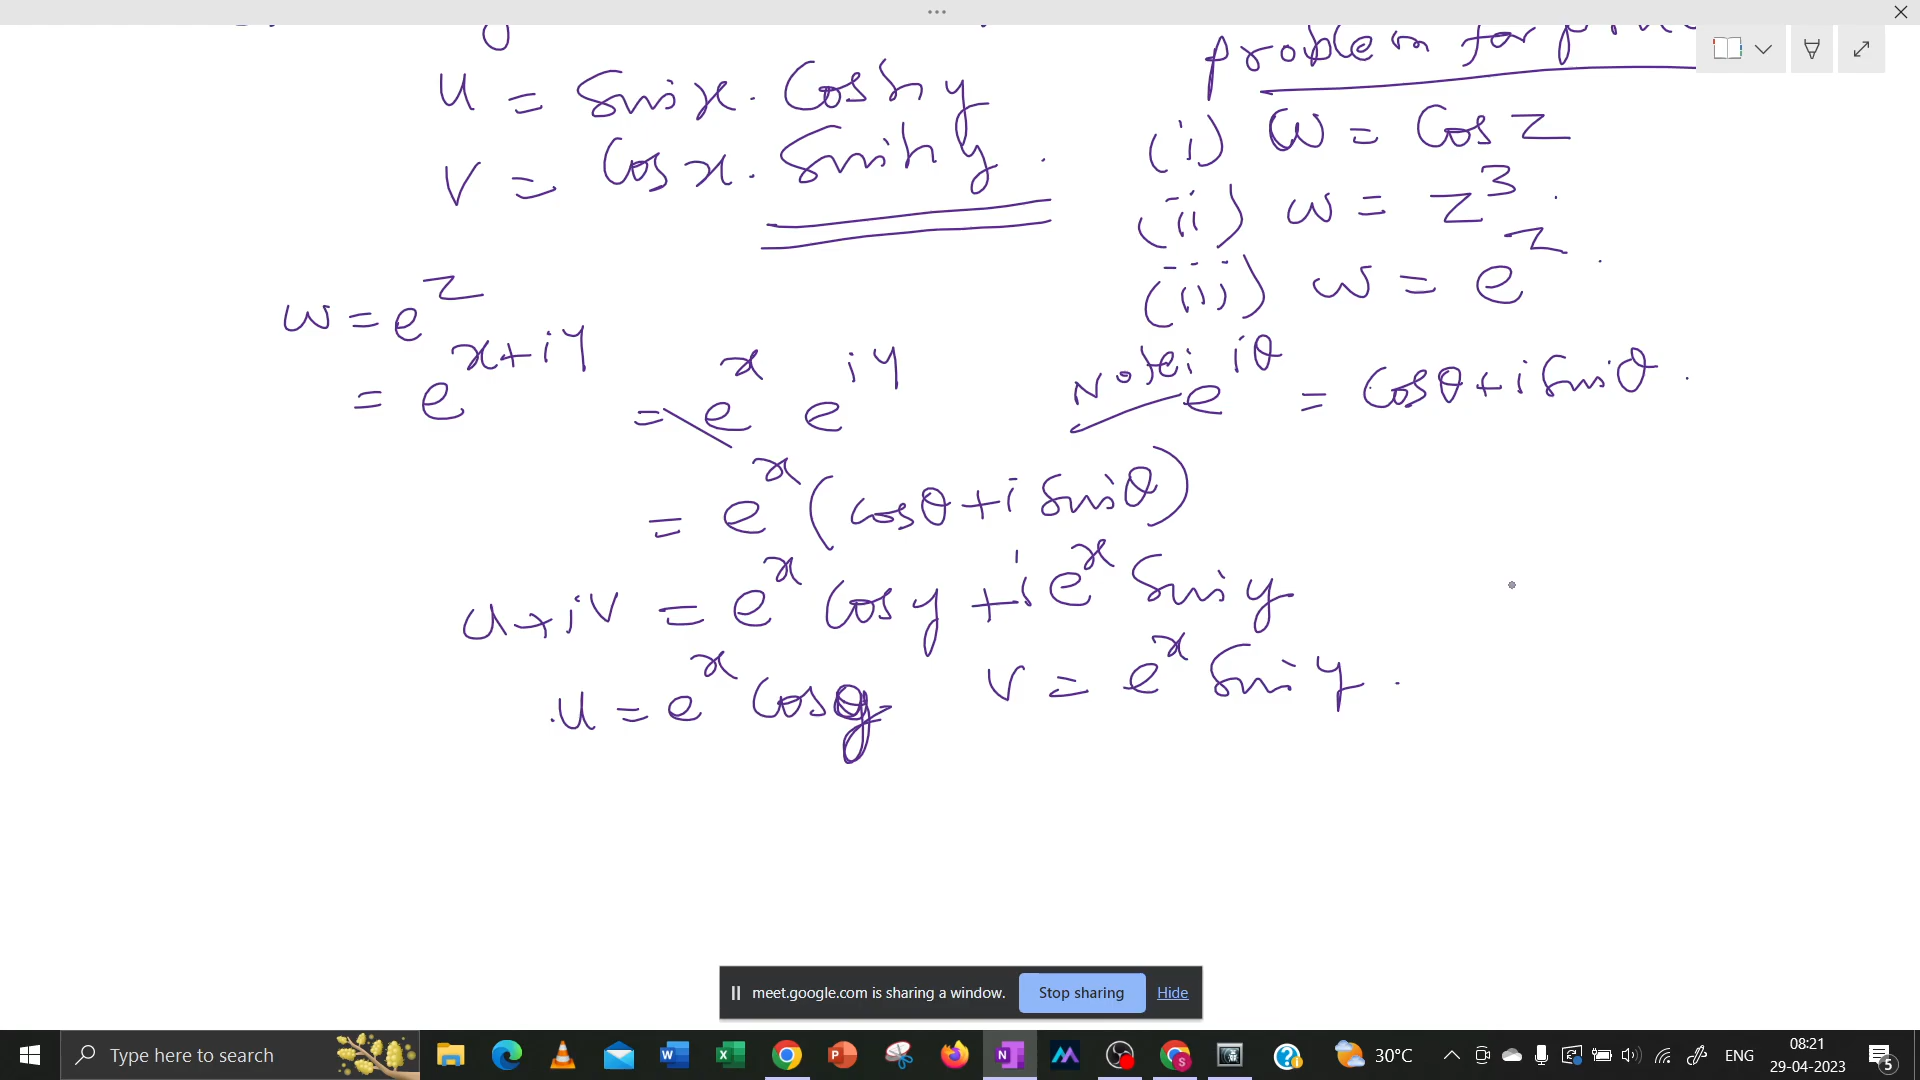 u = Sin x. Cosh y
v = Cos x. Sinh y.
problem for
(i) w = Cos z
(ii) w = z³.
(iii) w = e^z.
w = e^z
= e^(x+iy) = e^x e^(iy)
Note: e^(iθ) = Cosθ + i Sinθ.
= e^x (cosθ + i Sinθ)
u+iv = e^x Cos y + i e^x Sin y
u = e^x Cos y v = e^x Sin y.
meet.google.com is sharing a window. Stop sharing Hide
Type here to search
30°C
ENG
08:21
29-04-2023
5